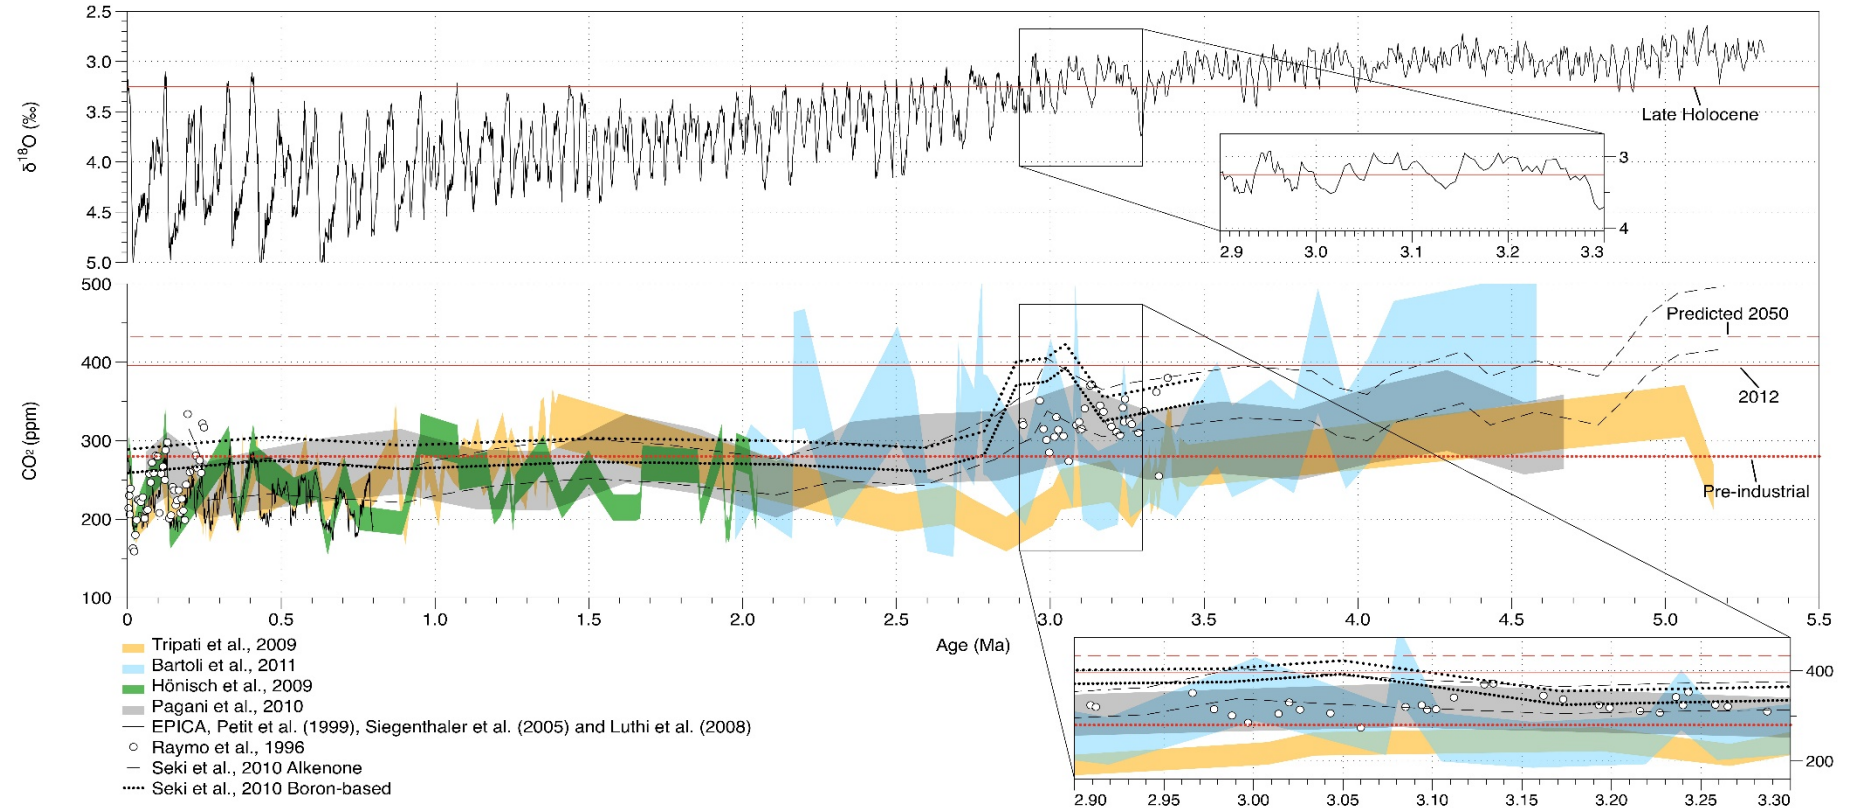 2.5
3.0
3.5
4.0
4.5
5.0
δ¹⁸O (‰)
Late Holocene
3
4
2.9 3.0 3.1 3.2 3.3
500
400
300
200
100
CO₂ (ppm)
Predicted 2050
2012
Pre-industrial
0 0.5 1.0 1.5 2.0 2.5 3.0 3.5 4.0 4.5 5.0 5.5
Age (Ma)
Tripati et al., 2009
Bartoli et al., 2011
Hönisch et al., 2009
Pagani et al., 2010
EPICA, Petit et al. (1999), Siegenthaler et al. (2005) and Luthi et al. (2008)
Raymo et al., 1996
Seki et al., 2010 Alkenone
Seki et al., 2010 Boron-based
400
200
2.90 2.95 3.00 3.05 3.10 3.15 3.20 3.25 3.30